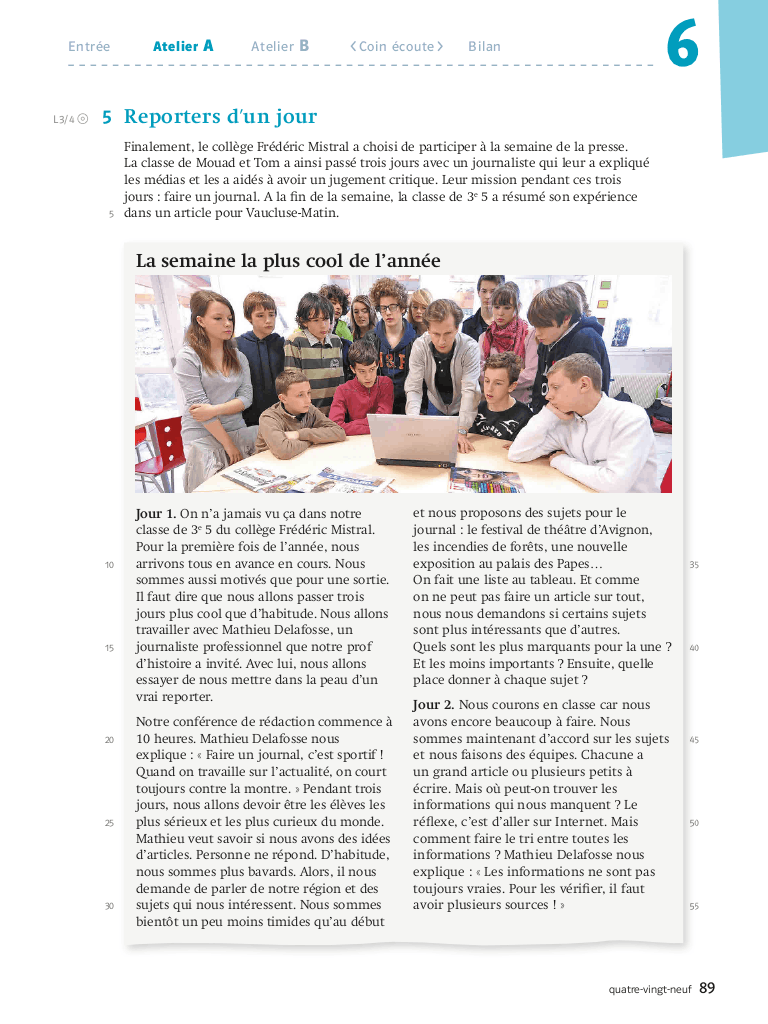 Entrée Atelier A Atelier B ‹ Coin écoute › Bilan
6
L3/4 5 Reporters d'un jour
Finalement, le collège Frédéric Mistral a choisi de participer à la semaine de la presse.
La classe de Mouad et Tom a ainsi passé trois jours avec un journaliste qui leur a expliqué
les médias et les a aidés à avoir un jugement critique. Leur mission pendant ces trois
jours : faire un journal. A la fin de la semaine, la classe de 3e 5 a résumé son expérience
5 dans un article pour Vaucluse-Matin.
La semaine la plus cool de l'année
Jour 1. On n'a jamais vu ça dans notre
classe de 3e 5 du collège Frédéric Mistral.
Pour la première fois de l'année, nous
10 arrivons tous en avance en cours. Nous
sommes aussi motivés que pour une sortie.
Il faut dire que nous allons passer trois
jours plus cool que d'habitude. Nous allons
travailler avec Mathieu Delafosse, un
15 journaliste professionnel que notre prof
d'histoire a invité. Avec lui, nous allons
essayer de nous mettre dans la peau d'un
vrai reporter.
Notre conférence de rédaction commence à
20 10 heures. Mathieu Delafosse nous
explique : « Faire un journal, c'est sportif !
Quand on travaille sur l'actualité, on court
toujours contre la montre. » Pendant trois
jours, nous allons devoir être les élèves les
25 plus sérieux et les plus curieux du monde.
Mathieu veut savoir si nous avons des idées
d'articles. Personne ne répond. D'habitude,
nous sommes plus bavards. Alors, il nous
demande de parler de notre région et des
30 sujets qui nous intéressent. Nous sommes
bientôt un peu moins timides qu'au début
et nous proposons des sujets pour le
journal : le festival de théâtre d'Avignon,
les incendies de forêts, une nouvelle
exposition au palais des Papes… 35
On fait une liste au tableau. Et comme
on ne peut pas faire un article sur tout,
nous nous demandons si certains sujets
sont plus intéressants que d'autres.
Quels sont les plus marquants pour la une ? 40
Et les moins importants ? Ensuite, quelle
place donner à chaque sujet ?
Jour 2. Nous courons en classe car nous
avons encore beaucoup à faire. Nous
sommes maintenant d'accord sur les sujets 45
et nous faisons des équipes. Chacune a
un grand article ou plusieurs petits à
écrire. Mais où peut-on trouver les
informations qui nous manquent ? Le
réflexe, c'est d'aller sur Internet. Mais 50
comment faire le tri entre toutes les
informations ? Mathieu Delafosse nous
explique : « Les informations ne sont pas
toujours vraies. Pour les vérifier, il faut
avoir plusieurs sources ! » 55
quatre-vingt-neuf 89